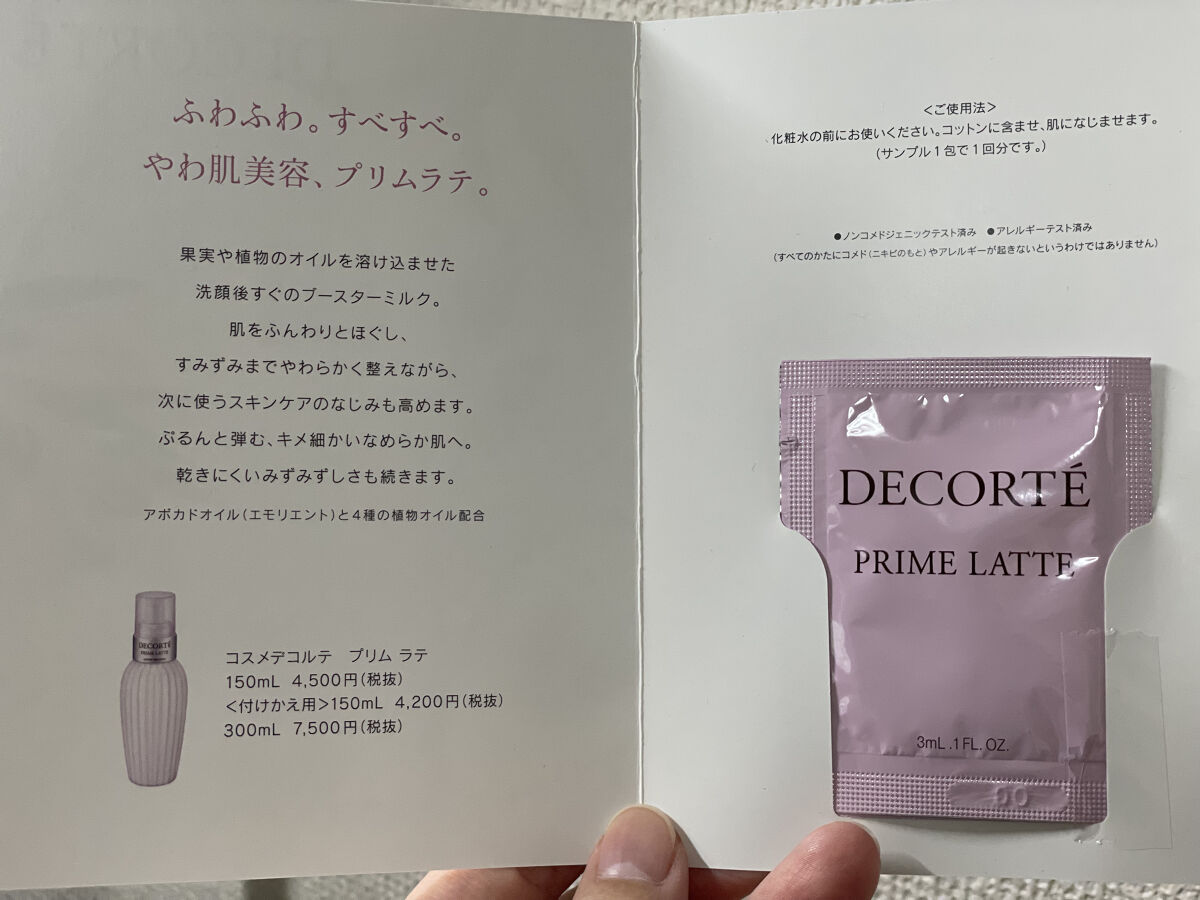 ふわふわ。すべすべ。
やわ肌美容、プリムラテ。
果実や植物のオイルを溶け込ませた
洗顔後すぐのブースターミルク。
肌をふんわりとほぐし、
すみずみまでやわらかく整えながら、
次に使うスキンケアのなじみも高めます。
ぷるんと弾む、キメ細かいなめらか肌へ。
乾きにくいみずみずしさも続きます。
アボカドオイル(エモリエント)と4種の植物オイル配合
DECORTÉ
PRIME LATTE
コスメデコルテ　プリム ラテ
150mL 4,500円(税抜)
<付けかえ用>150mL 4,200円(税抜)
300mL 7,500円(税抜)
<ご使用法>
化粧水の前にお使いください。コットンに含ませ、肌になじませます。
(サンプル1包で1回分です。)
●ノンコメドジェニックテスト済み　●アレルギーテスト済み
(すべてのかたにコメド(ニキビのもと)やアレルギーが起きないというわけではありません)
DECORTÉ
PRIME LATTE
3mL .1 FL. OZ.